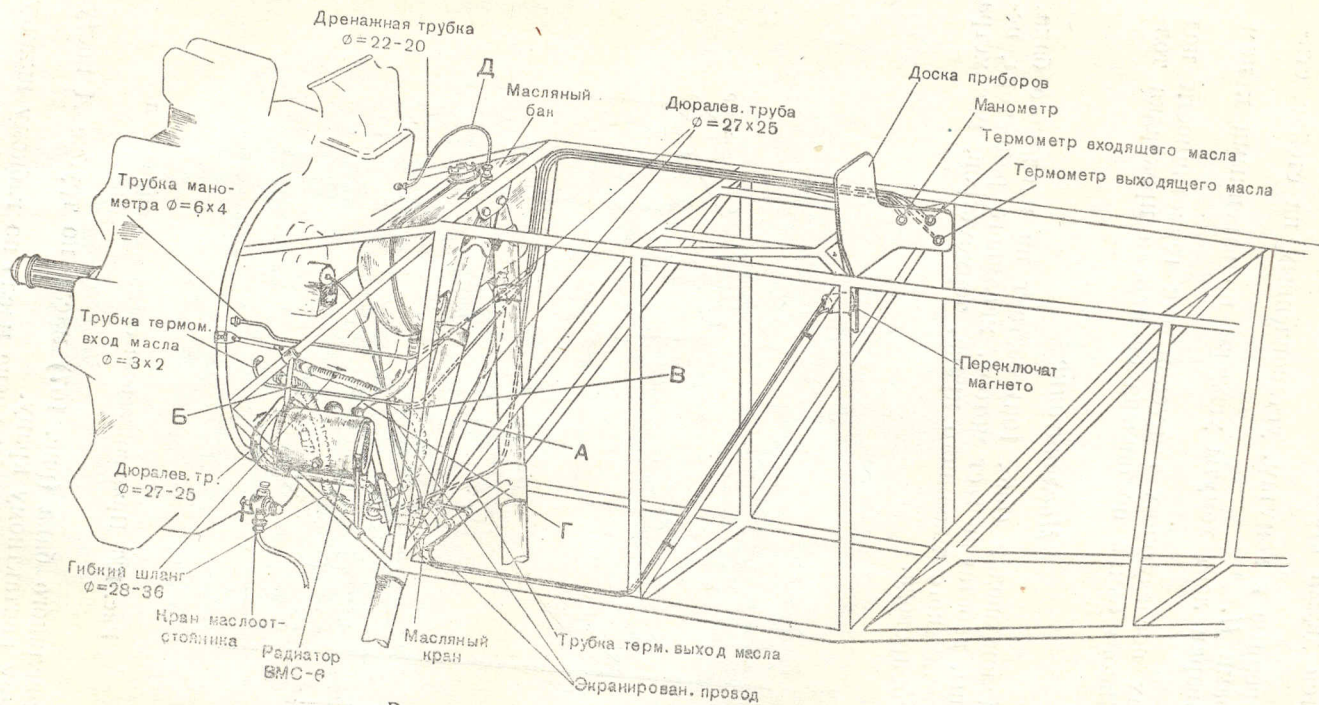 Дренажная трубка
ϕ=22-20
Д
Масляный
бак
Дюралев. труба
ϕ=27×25
Доска приборов
Манометр
Термометр входящего масла
Термометр выходящего масла
Трубка мано-
метра ϕ=6×4
Трубка термом.
вход масла
ϕ=3×2
Б
В
А
Г
Переключат
магнето
Дюралев. тр.
ϕ=27-25
Гибкий шланг
ϕ=28-36
Кран маслоот-
стойника
Радиатор
ВМС-6
Масляный
кран
Трубка терм. выход масла
Экранирован. провод